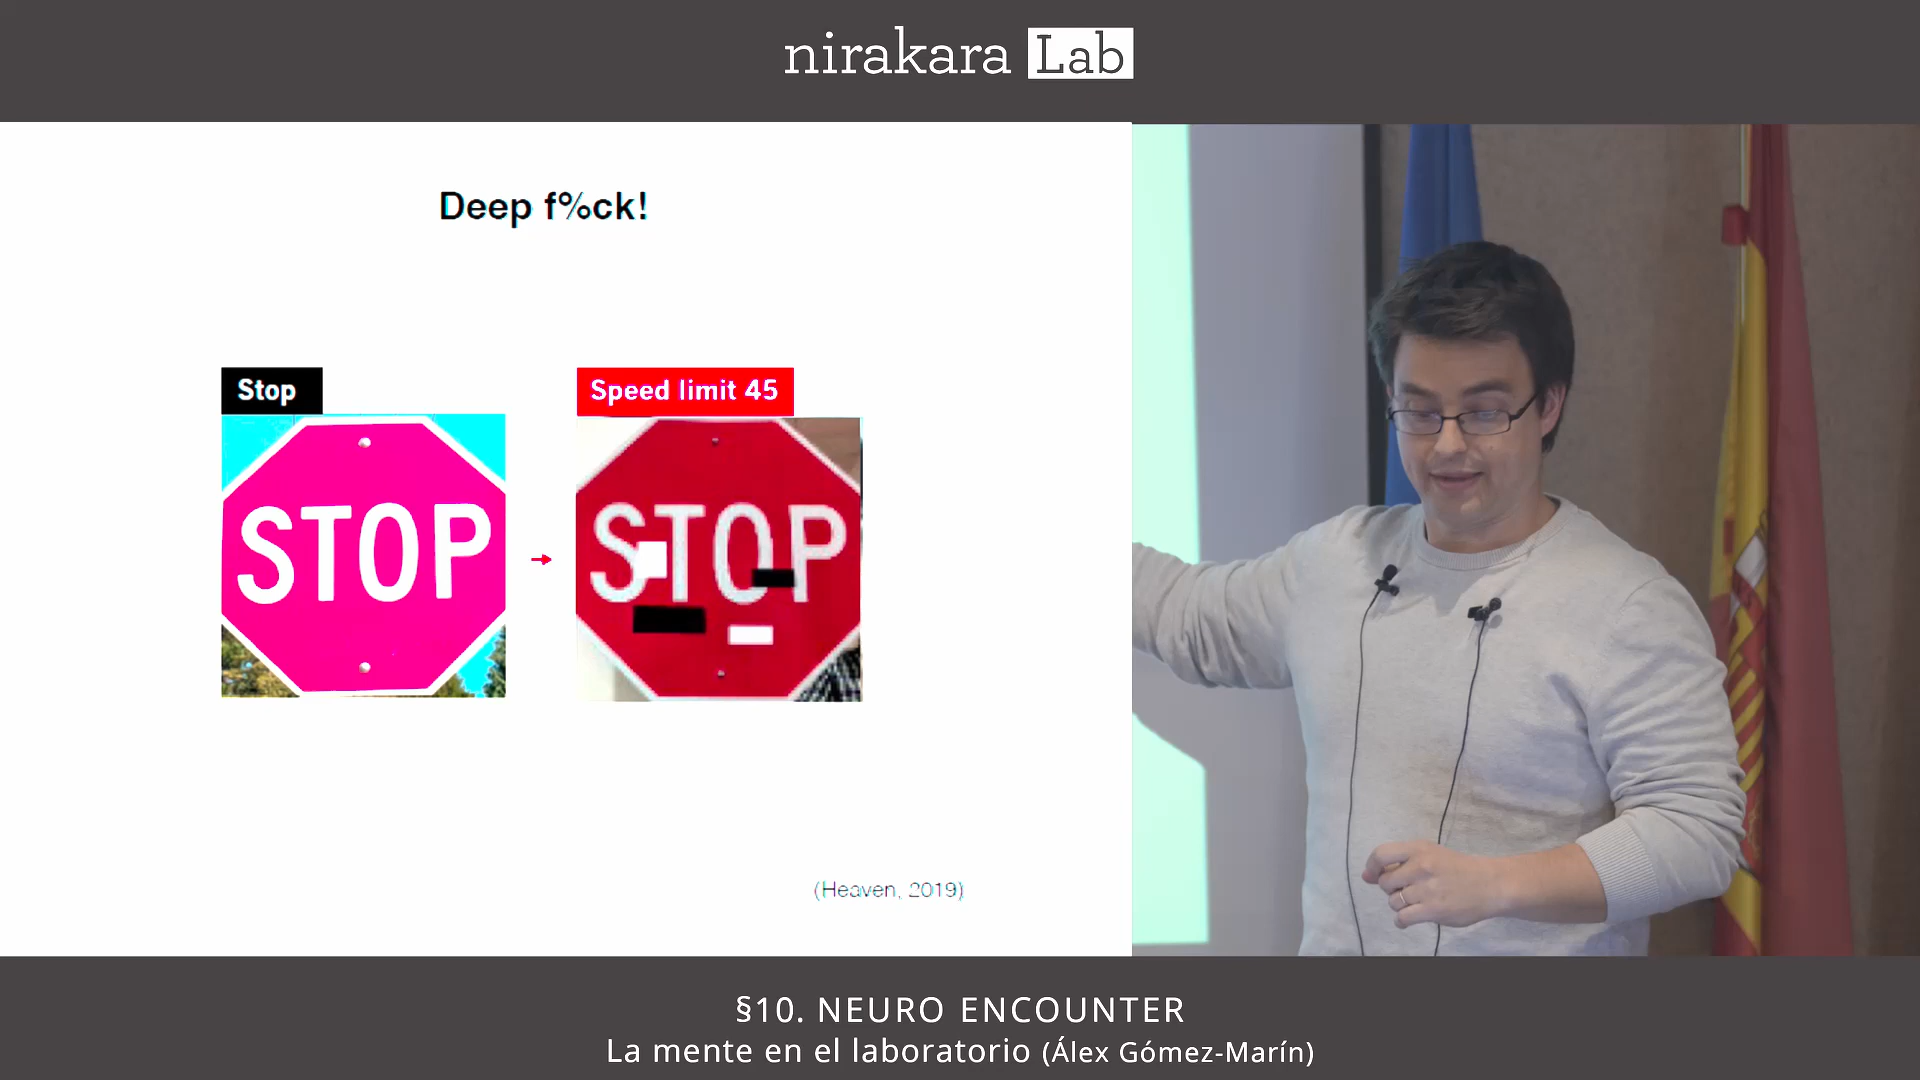 nirakara Lab
Deep f%ck!
Stop
Speed limit 45
STOP
STOP
(Heaven, 2019)
§10. NEURO ENCOUNTER
La mente en el laboratorio (Álex Gómez-Marín)